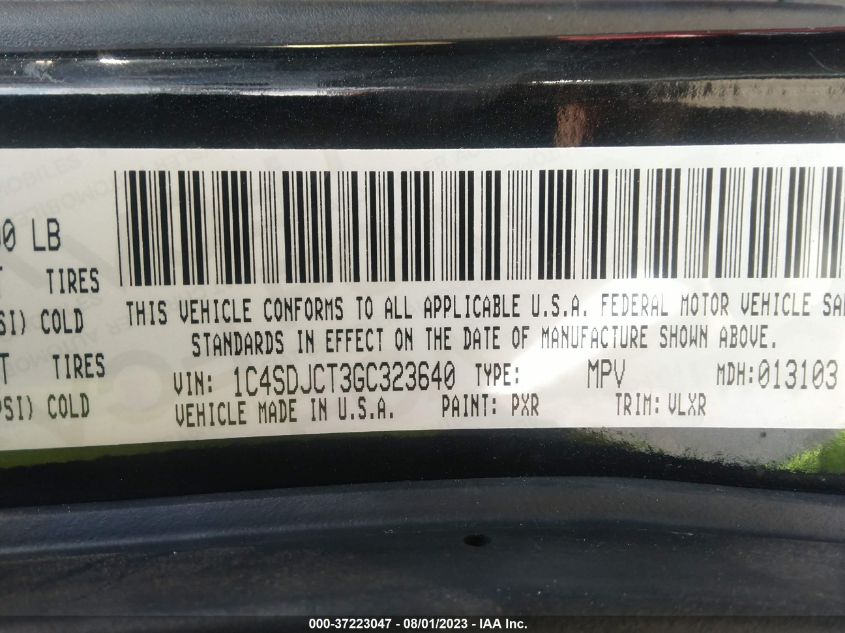 00 LB
T TIRES
SI) COLD
T TIRES
PSI) COLD
THIS VEHICLE CONFORMS TO ALL APPLICABLE U.S.A. FEDERAL MOTOR VEHICLE SA
STANDARDS IN EFFECT ON THE DATE OF MANUFACTURE SHOWN ABOVE.
VIN: 1C4SDJCT3GC323640 TYPE: MPV MDH:013103
VEHICLE MADE IN U.S.A. PAINT: PXR TRIM: VLXR
000-37223047 - 08/01/2023 - IAA Inc.